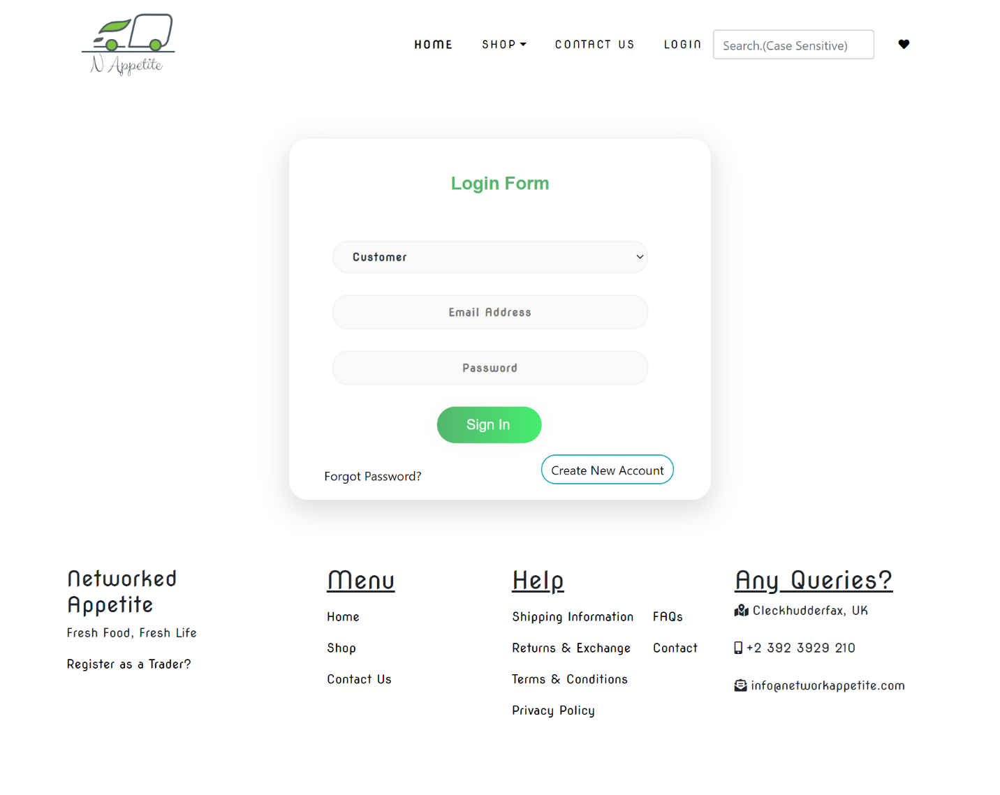 N Appetite
HOME SHOP CONTACT US LOGIN Search.(Case Sensitive)
Login Form
Customer
Email Address
Password
Sign In
Forgot Password?
Create New Account
Networked
Appetite
Fresh Food, Fresh Life
Register as a Trader?
Menu
Home
Shop
Contact Us
Help
Shipping Information FAQs
Returns & Exchange Contact
Terms & Conditions
Privacy Policy
Any Queries?
Cleckhudderfax, UK
+2 392 3929 210
info@networkappetite.com